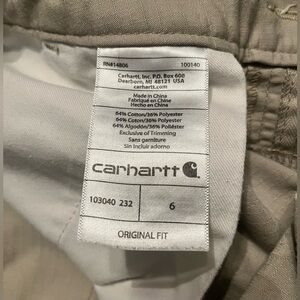 RN#14806 100140
Carhartt, Inc. P.O. Box 600
Dearborn, MI 48121 USA
carhartt.com
Made in China
Fabriqué en Chine
Hecho en China
64% Cotton/36% Polyester
64% Coton/36% Polyester
64% Algodón/36% Poliéster
Exclusive of Trimming
Sans garniture
Sin incluir adorno
carhartt
103040 232 6
ORIGINAL FIT